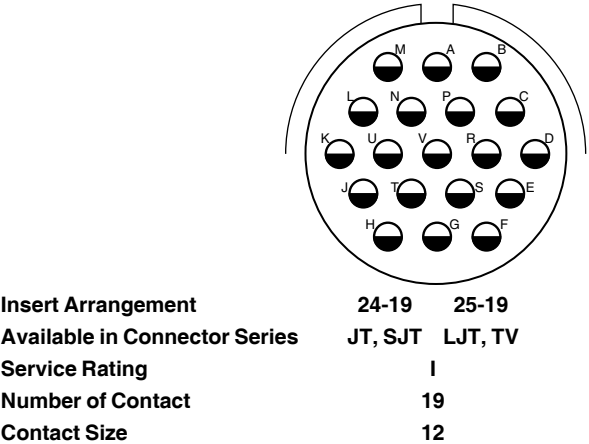 M A B
L N P C
K U V R D
J T S E
H G F
Insert Arrangement 24-19 25-19
Available in Connector Series JT, SJT LJT, TV
Service Rating I
Number of Contact 19
Contact Size 12